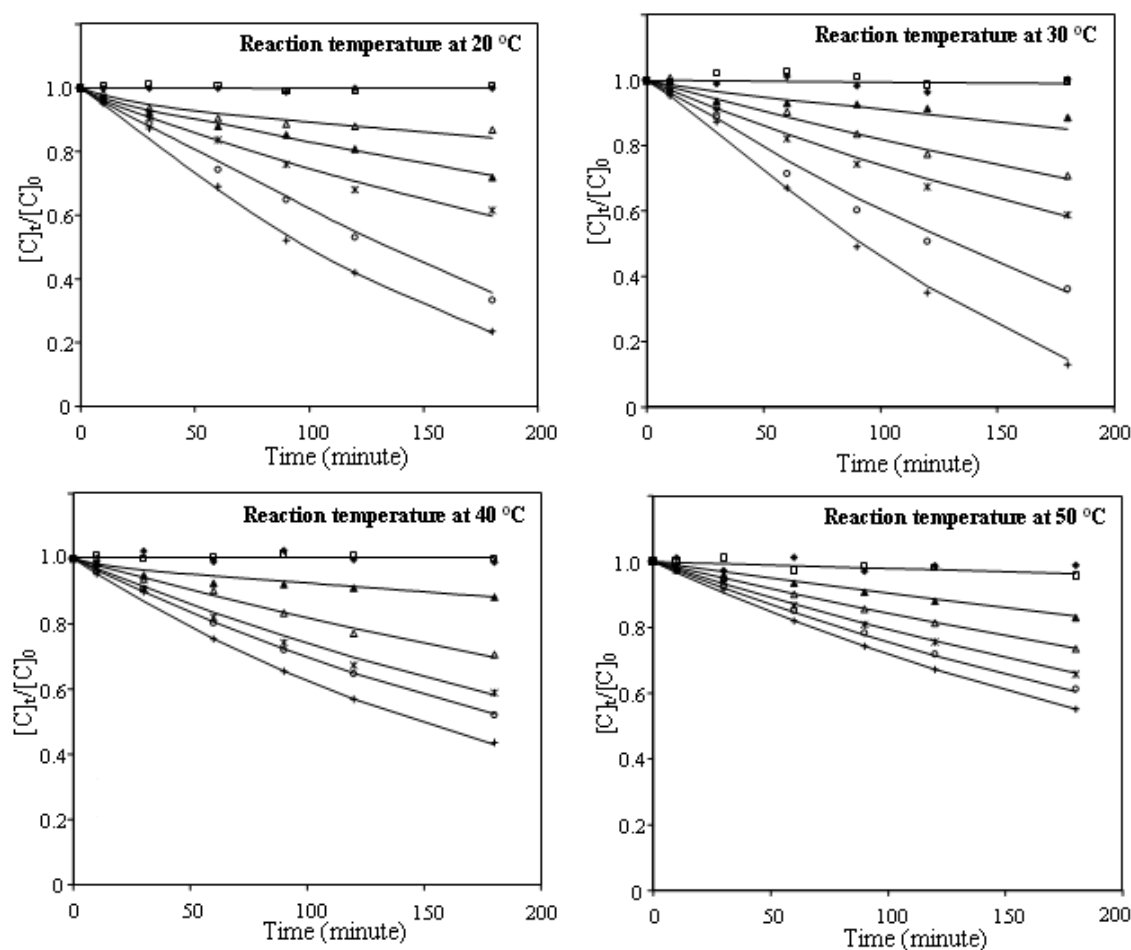 Reaction temperature at 20 °C
1.0
0.8
0.6
0.4
0.2
0
[C]t/[C]0
0 50 100 150 200
Time (minute)
Reaction temperature at 30 °C
1.0
0.8
0.6
0.4
0.2
0
[C]t/[C]0
0 50 100 150 200
Time (minute)
Reaction temperature at 40 °C
1.0
0.8
0.6
0.4
0.2
0
[C]t/[C]0
0 50 100 150 200
Time (minute)
Reaction temperature at 50 °C
1.0
0.8
0.6
0.4
0.2
0
[C]t/[C]0
0 50 100 150 200
Time (minute)